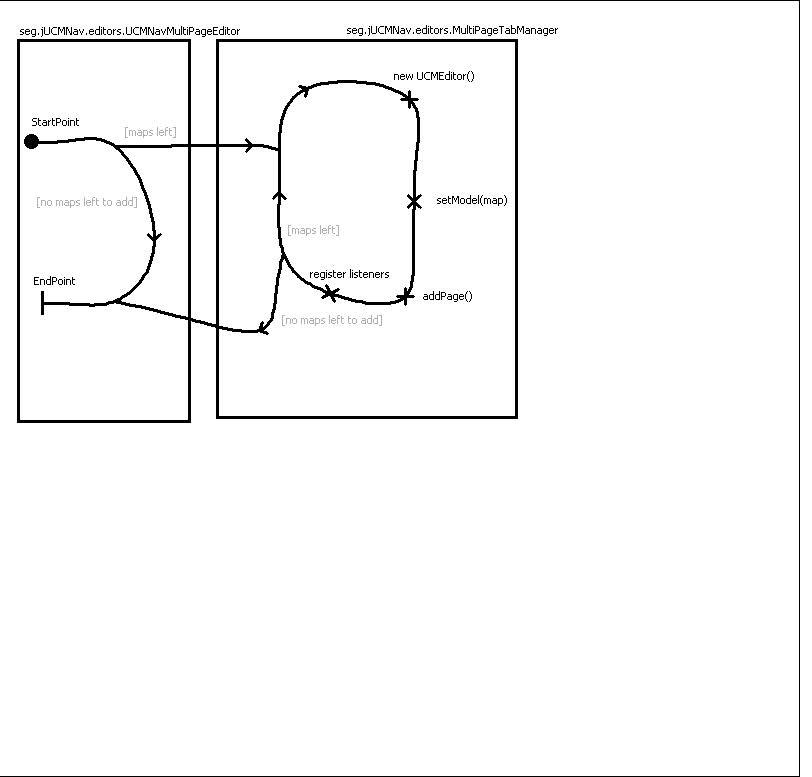 seg.jUCMNav.editors.UCMNavMultiPageEditor
seg.jUCMNav.editors.MultiPageTabManager
new UCMEditor()
StartPoint
[maps left]
[no maps left to add]
setModel(map)
[maps left]
register listeners
EndPoint
addPage()
[no maps left to add]